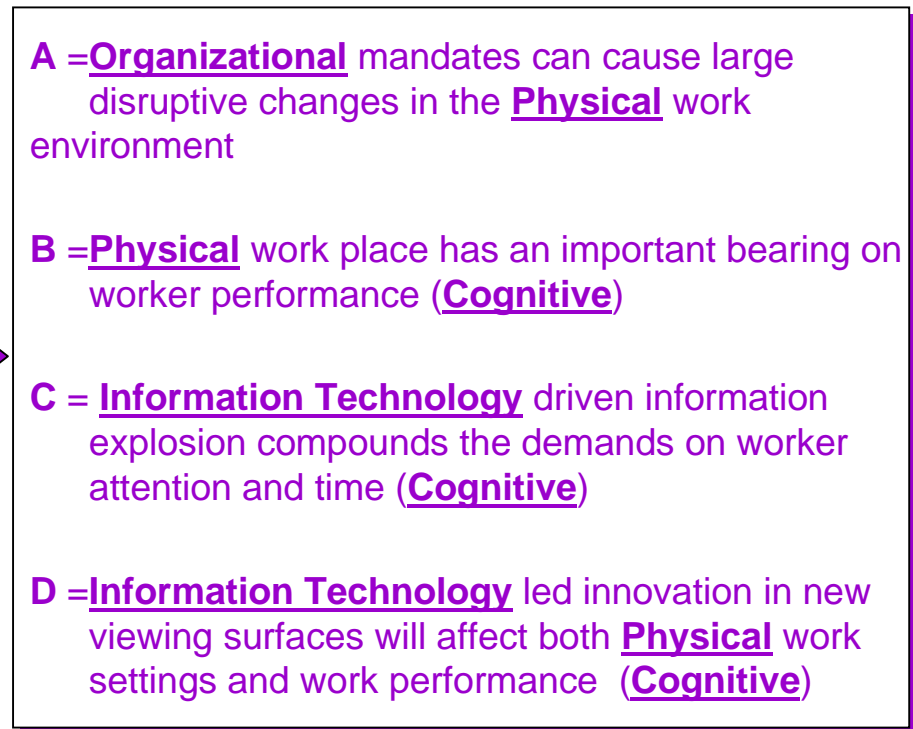 A =Organizational mandates can cause large
disruptive changes in the Physical work
environment
B =Physical work place has an important bearing on
worker performance (Cognitive)
C = Information Technology driven information
explosion compounds the demands on worker
attention and time (Cognitive)
D =Information Technology led innovation in new
viewing surfaces will affect both Physical work
settings and work performance  (Cognitive)